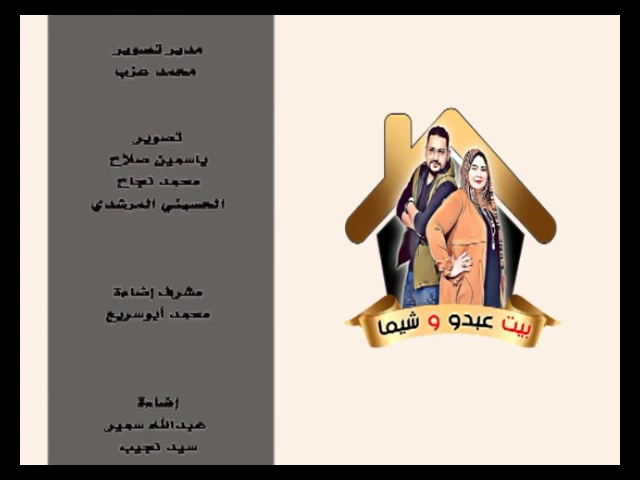 مدير تصوير
محمد عزب
تصوير
ياسمين صلاح
محمد نجاح
الحسيني المرشدي
مشرف إضاءة
محمد أبوسريع
إضاءة
عبدالله سمير
سيد نجيب
بيت عبدو و شيما